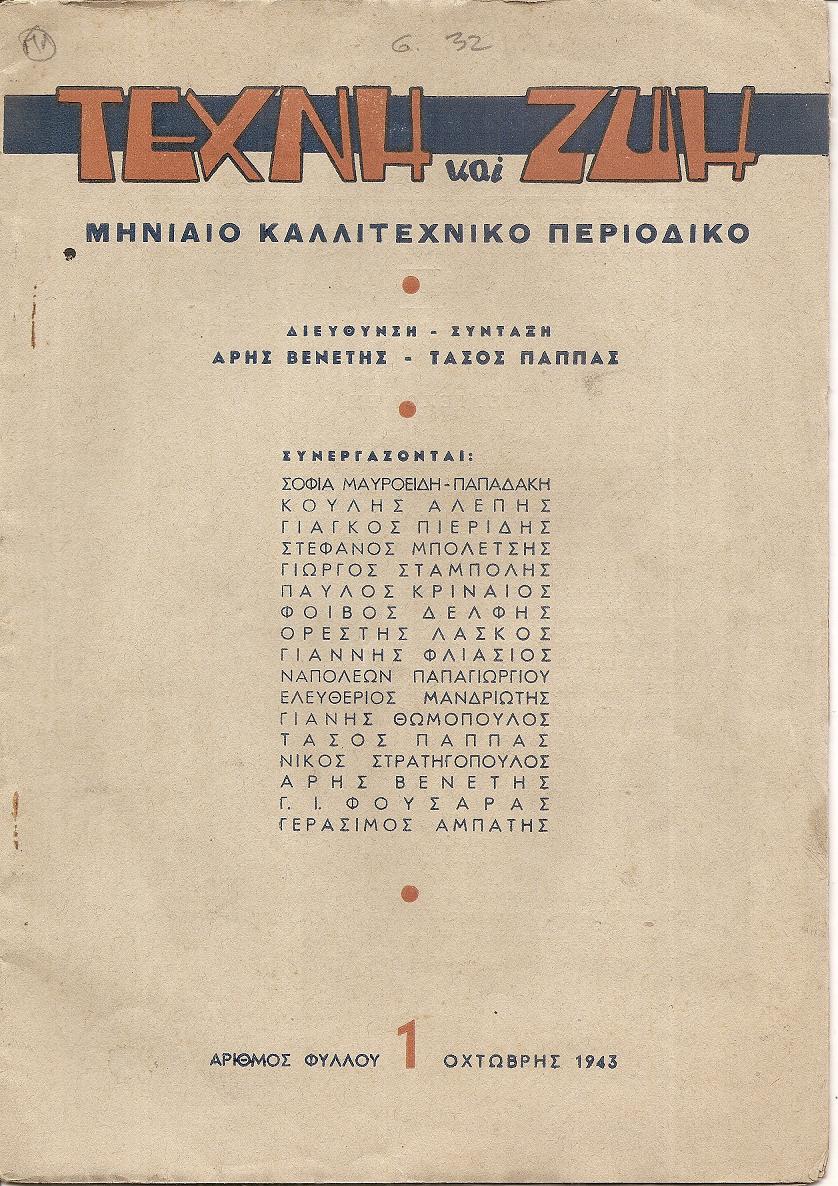 6. 32
ΤΕΧΝΗ και ΖΩΗ
ΜΗΝΙΑΙΟ ΚΑΛΛΙΤΕΧΝΙΚΟ ΠΕΡΙΟΔΙΚΟ
ΔΙΕΥΘΥΝΣΗ - ΣΥΝΤΑΞΗ
ΑΡΗΣ ΒΕΝΕΤΗΣ - ΤΑΣΟΣ ΠΑΠΠΑΣ
ΣΥΝΕΡΓΑΖΟΝΤΑΙ:
ΣΟΦΙΑ ΜΑΥΡΟΕΙΔΗ-ΠΑΠΑΔΑΚΗ
ΚΟΥΛΗΣ ΑΛΕΠΗΣ
ΓΙΑΓΚΟΣ ΠΙΕΡΙΔΗΣ
ΣΤΕΦΑΝΟΣ ΜΠΟΛΕΤΣΗΣ
ΓΙΩΡΓΟΣ ΣΤΑΜΠΟΛΗΣ
ΠΑΥΛΟΣ ΚΡΙΝΑΙΟΣ
ΦΟΙΒΟΣ ΔΕΛΦΗΣ
ΟΡΕΣΤΗΣ ΛΑΣΚΟΣ
ΓΙΑΝΝΗΣ ΦΛΙΑΣΙΟΣ
ΝΑΠΟΛΕΩΝ ΠΑΠΑΓΙΩΡΓΙΟΥ
ΕΛΕΥΘΕΡΙΟΣ ΜΑΝΔΡΙΩΤΗΣ
ΓΙΑΝΗΣ ΘΩΜΟΠΟΥΛΟΣ
ΤΑΣΟΣ ΠΑΠΠΑΣ
ΝΙΚΟΣ ΣΤΡΑΤΗΓΟΠΟΥΛΟΣ
ΑΡΗΣ ΒΕΝΕΤΗΣ
Γ. Ι. ΦΟΥΣΑΡΑΣ
ΓΕΡΑΣΙΜΟΣ ΑΜΠΑΤΗΣ
ΑΡΙΘΜΟΣ ΦΥΛΛΟΥ 1 ΟΧΤΩΒΡΗΣ 1943